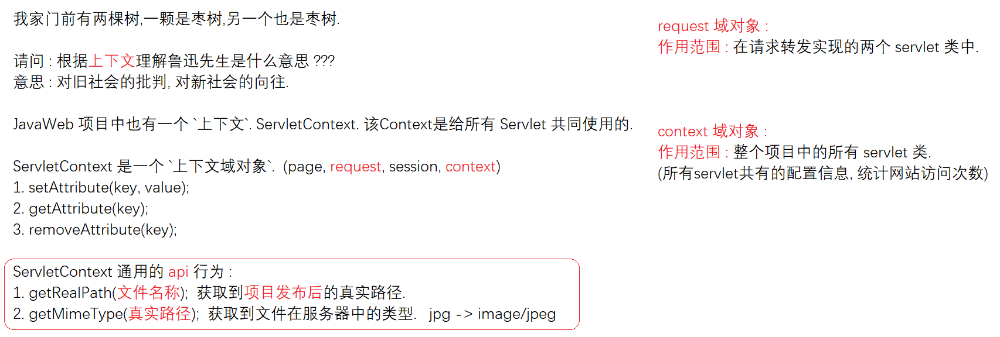 我家门前有两棵树,一颗是枣树,另一个也是枣树.
请问 : 根据上下文理解鲁迅先生是什么意思 ???
意思 : 对旧社会的批判, 对新社会的向往.
JavaWeb 项目中也有一个 `上下文`. ServletContext. 该Context是给所有 Servlet 共同使用的.
ServletContext 是一个 `上下文域对象`. (page, request, session, context)
1. setAttribute(key, value);
2. getAttribute(key);
3. removeAttribute(key);
ServletContext 通用的 api 行为 :
1. getRealPath(文件名称); 获取到项目发布后的真实路径.
2. getMimeType(真实路径); 获取到文件在服务器中的类型. jpg -> image/jpeg
request 域对象 :
作用范围 : 在请求转发实现的两个 servlet 类中.
context 域对象 :
作用范围 : 整个项目中的所有 servlet 类.
(所有servlet共有的配置信息, 统计网站访问次数)